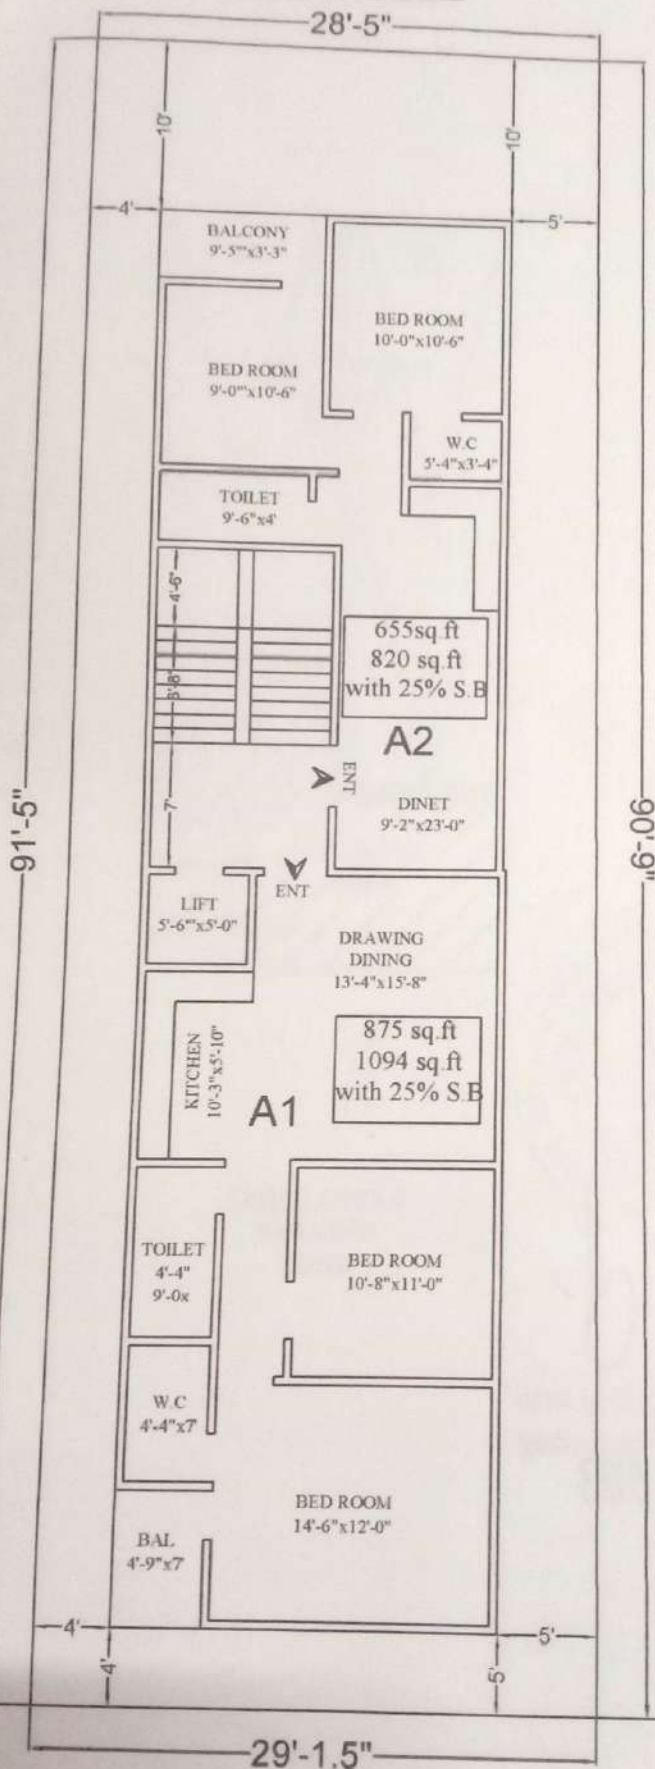 28'-5"
10'
10'
4'
5'
BALCONY
9'-5"'x3'-3"
BED ROOM
10'-0"x10'-6"
BED ROOM
9'-0"'x10'-6"
W.C
5'-4"x3'-4"
TOILET
9'-6"x4'
4'-6"
655sq.ft
820 sq.ft
with 25% S.B
A2
ENT
DINET
9'-2"x23'-0"
7'
91'-5"
90'-9"
ENT
LIFT
5'-6"'x5'-0"
DRAWING
DINING
13'-4"x15'-8"
875 sq.ft
1094 sq.ft
with 25% S.B
KITCHEN
10'-3"x5'-10"
A1
TOILET
4'-4"
9'-0x
BED ROOM
10'-8"x11'-0"
W.C
4'-4"x7'
BED ROOM
14'-6"x12'-0"
BAL
4'-9"x7'
4'
5'
4'
5'
29'-1.5"